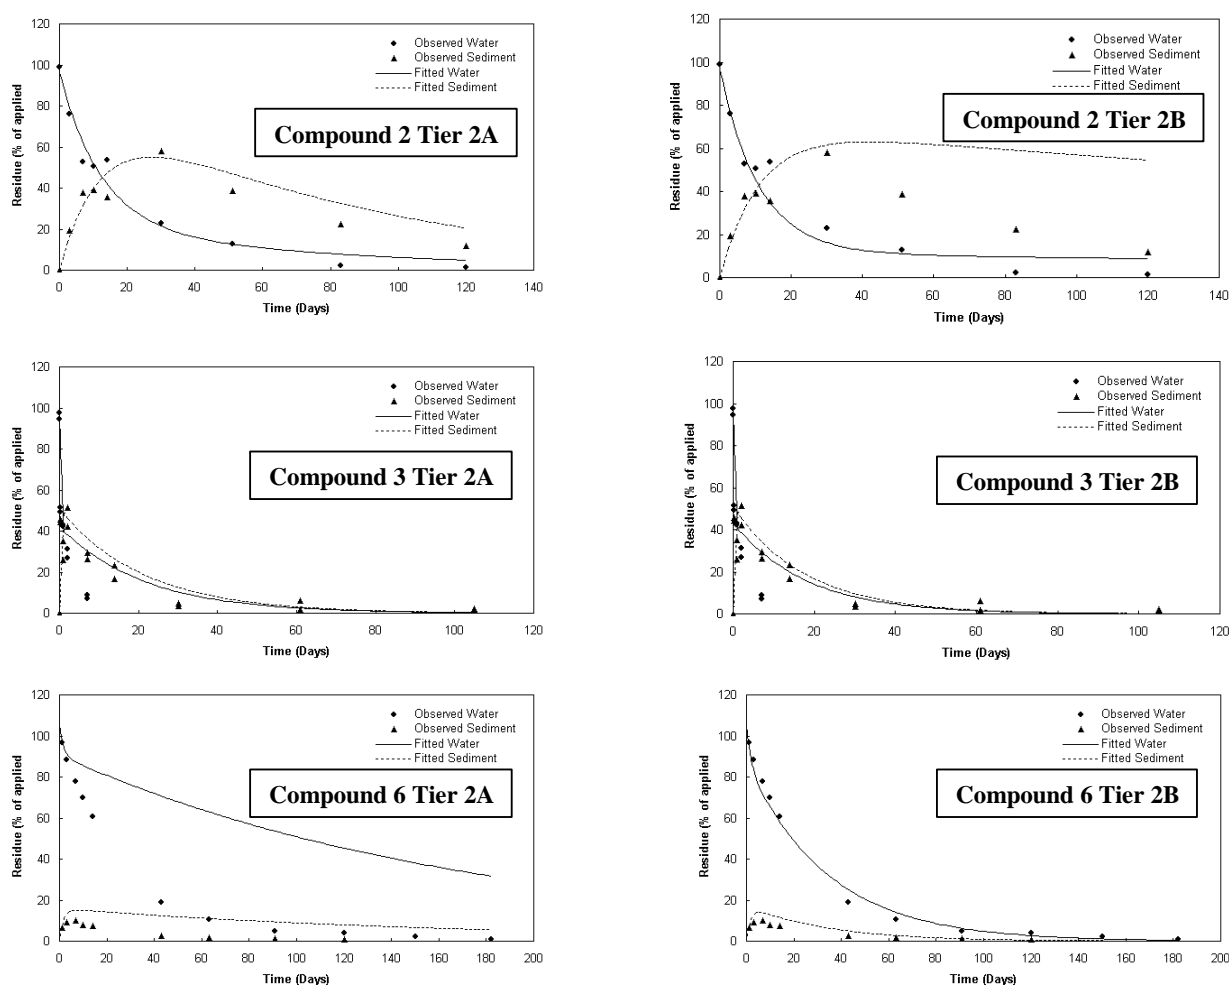 120
100
80
60
40
20
0
Residue (% of applied
Observed Water
Observed Sediment
Fitted Water
Fitted Sediment
Compound 2 Tier 2A
0 20 40 60 80 100 120 140
Time (Days)
120
100
80
60
40
20
0
Residue (% of applied
Observed Water
Observed Sediment
Fitted Water
Fitted Sediment
Compound 2 Tier 2B
0 20 40 60 80 100 120 140
Time (Days)
120
100
80
60
40
20
0
Residue (% of applied
Observed Water
Observed Sediment
Fitted Water
Fitted Sediment
Compound 3 Tier 2A
0 20 40 60 80 100 120
Time (Days)
120
100
80
60
40
20
0
Residue (% of applied
Observed Water
Observed Sediment
Fitted Water
Fitted Sediment
Compound 3 Tier 2B
0 20 40 60 80 100 120
Time (Days)
120
100
80
60
40
20
0
Residue (% of applied
Observed Water
Observed Sediment
Fitted Water
Fitted Sediment
Compound 6 Tier 2A
0 20 40 60 80 100 120 140 160 180 200
Time (Days)
120
100
80
60
40
20
0
Residue (% of applied
Observed Water
Observed Sediment
Fitted Water
Fitted Sediment
Compound 6 Tier 2B
0 20 40 60 80 100 120 140 160 180 200
Time (Days)